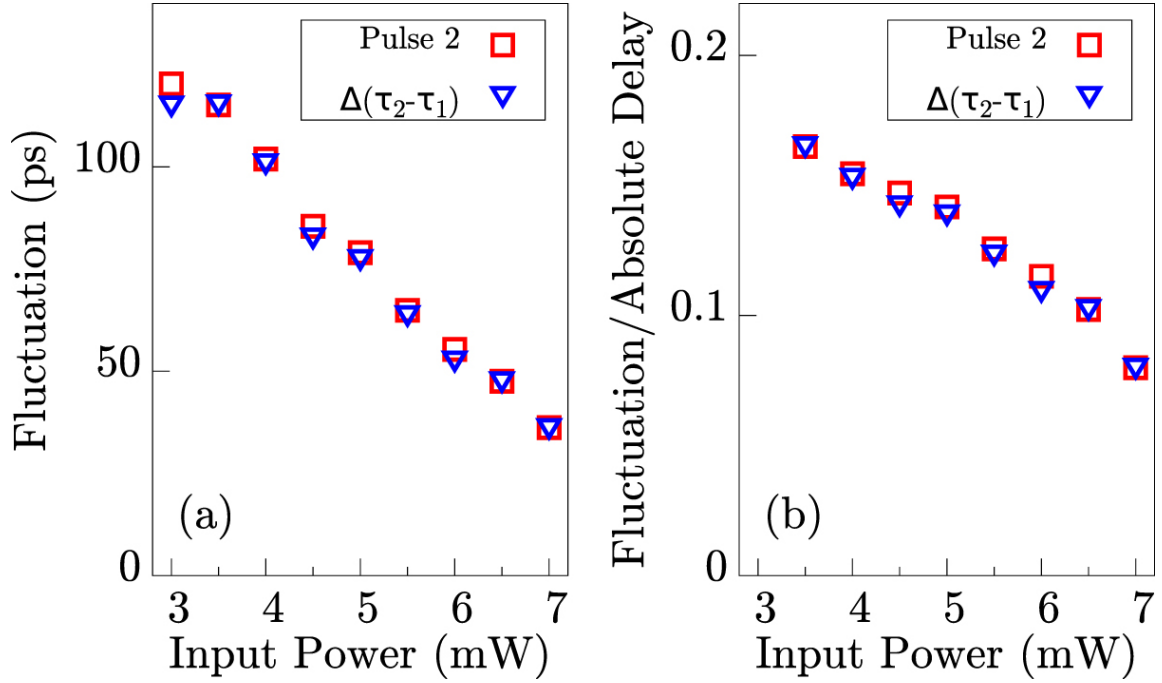 Pulse 2
Δ(τ2-τ1)
Fluctuation (ps)
100
50
0
(a)
3 4 5 6 7
Input Power (mW)
Pulse 2
Δ(τ2-τ1)
Fluctuation/Absolute Delay
0.2
0.1
0
(b)
3 4 5 6 7
Input Power (mW)